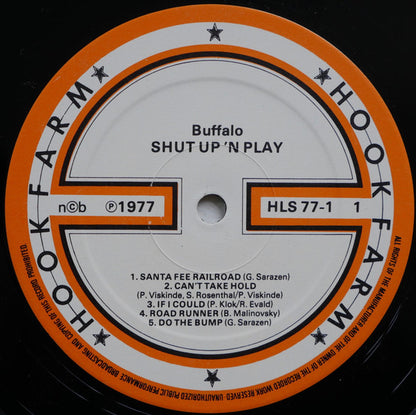 Buffalo
SHUT UP 'N PLAY
HOOKFARM
HOOKFARM
n©b ℗1977
HLS 77-1 1
1. SANTA FEE RAILROAD (G. Sarazen)
2. CAN'T TAKE HOLD
(P. Viskinde, S. Rosenthal/P. Viskinde)
3. IF I COULD (P. Klok/R. Evald)
4. ROAD RUNNER (B. Malinovsky)
5. DO THE BUMP (G. Sarazen)
ALL RIGHTS OF THE MANUFACTURER AND OF THE OWNER OF THE RECORDED WORK RESERVED UNAUTHORIZED PUBLIC PERFORMANCE BROADCASTING AND COPYING OF THIS RECORD PROHIBITED